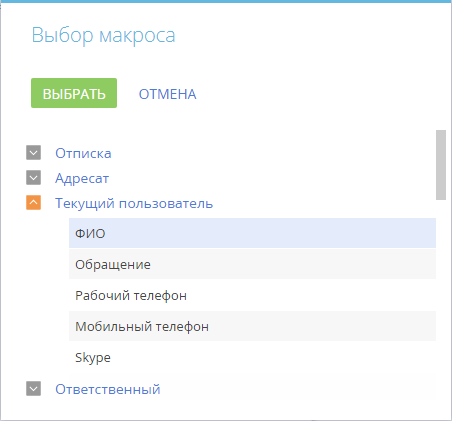 Выбор макроса
ВЫБРАТЬ ОТМЕНА
Отписка
Адресат
Текущий пользователь
ФИО
Обращение
Рабочий телефон
Мобильный телефон
Skype
Ответственный